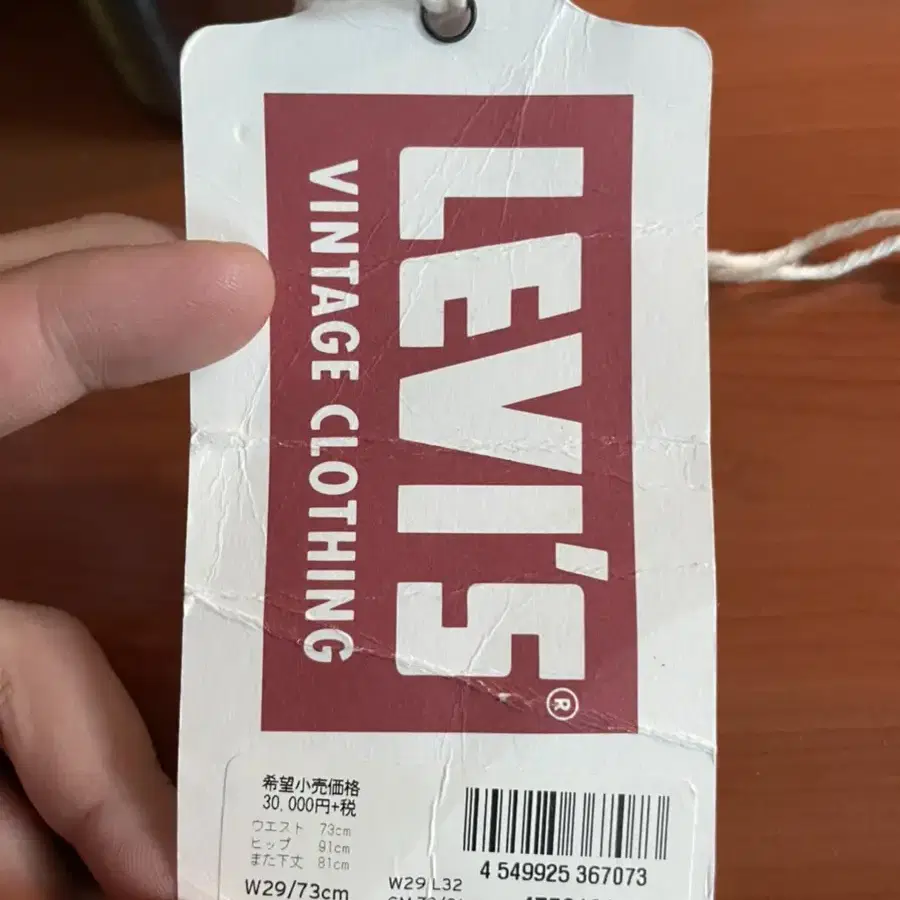 LEVI'S®
VINTAGE CLOTHING
希望小売価格
30,000円+税
ウエスト 73cm
ヒップ 91cm
また下丈 81cm
W29/73cm
4 549925 367073
W29 L32